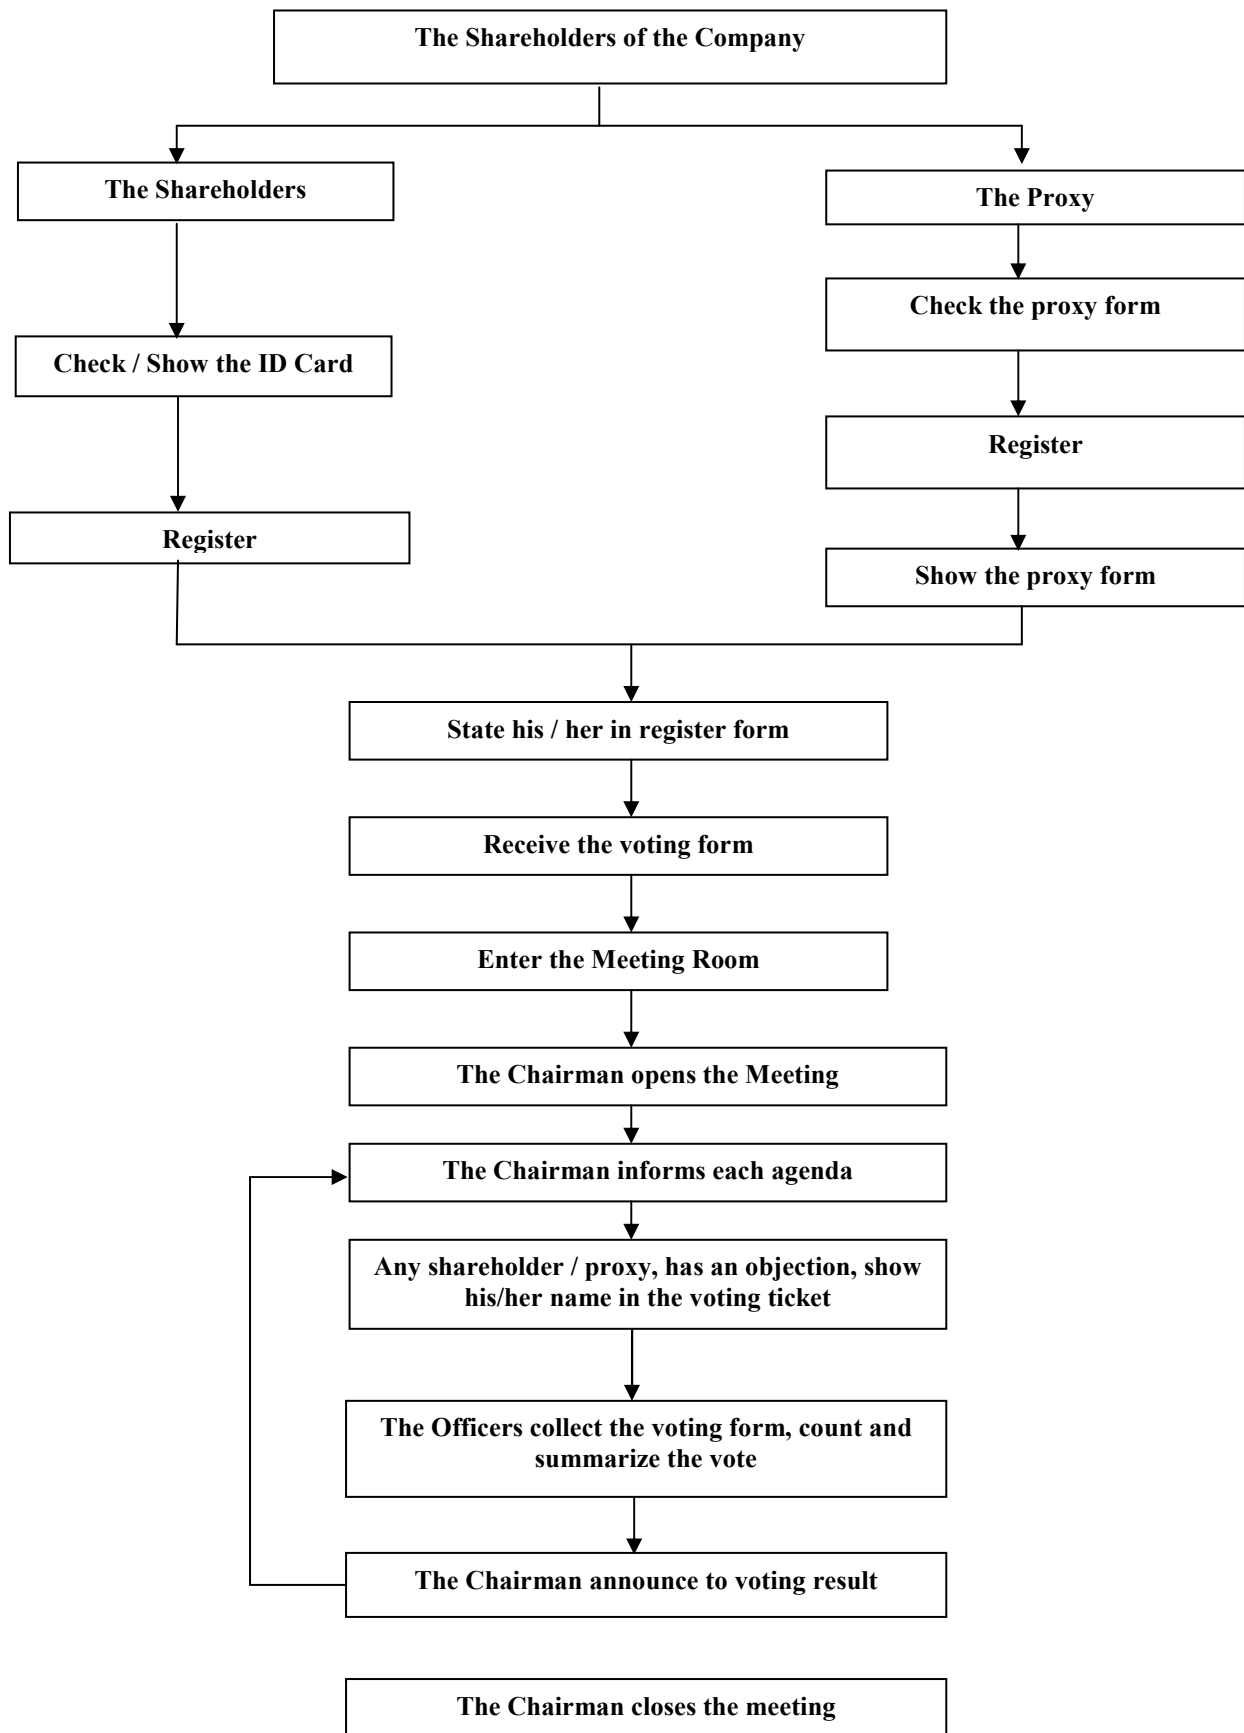 The Shareholders of the Company
The Shareholders
The Proxy
Check the proxy form
Check / Show the ID Card
Register
Register
Show the proxy form
State his / her in register form
Receive the voting form
Enter the Meeting Room
The Chairman opens the Meeting
The Chairman informs each agenda
Any shareholder / proxy, has an objection, show
his/her name in the voting ticket
The Officers collect the voting form, count and
summarize the vote
The Chairman announce to voting result
The Chairman closes the meeting